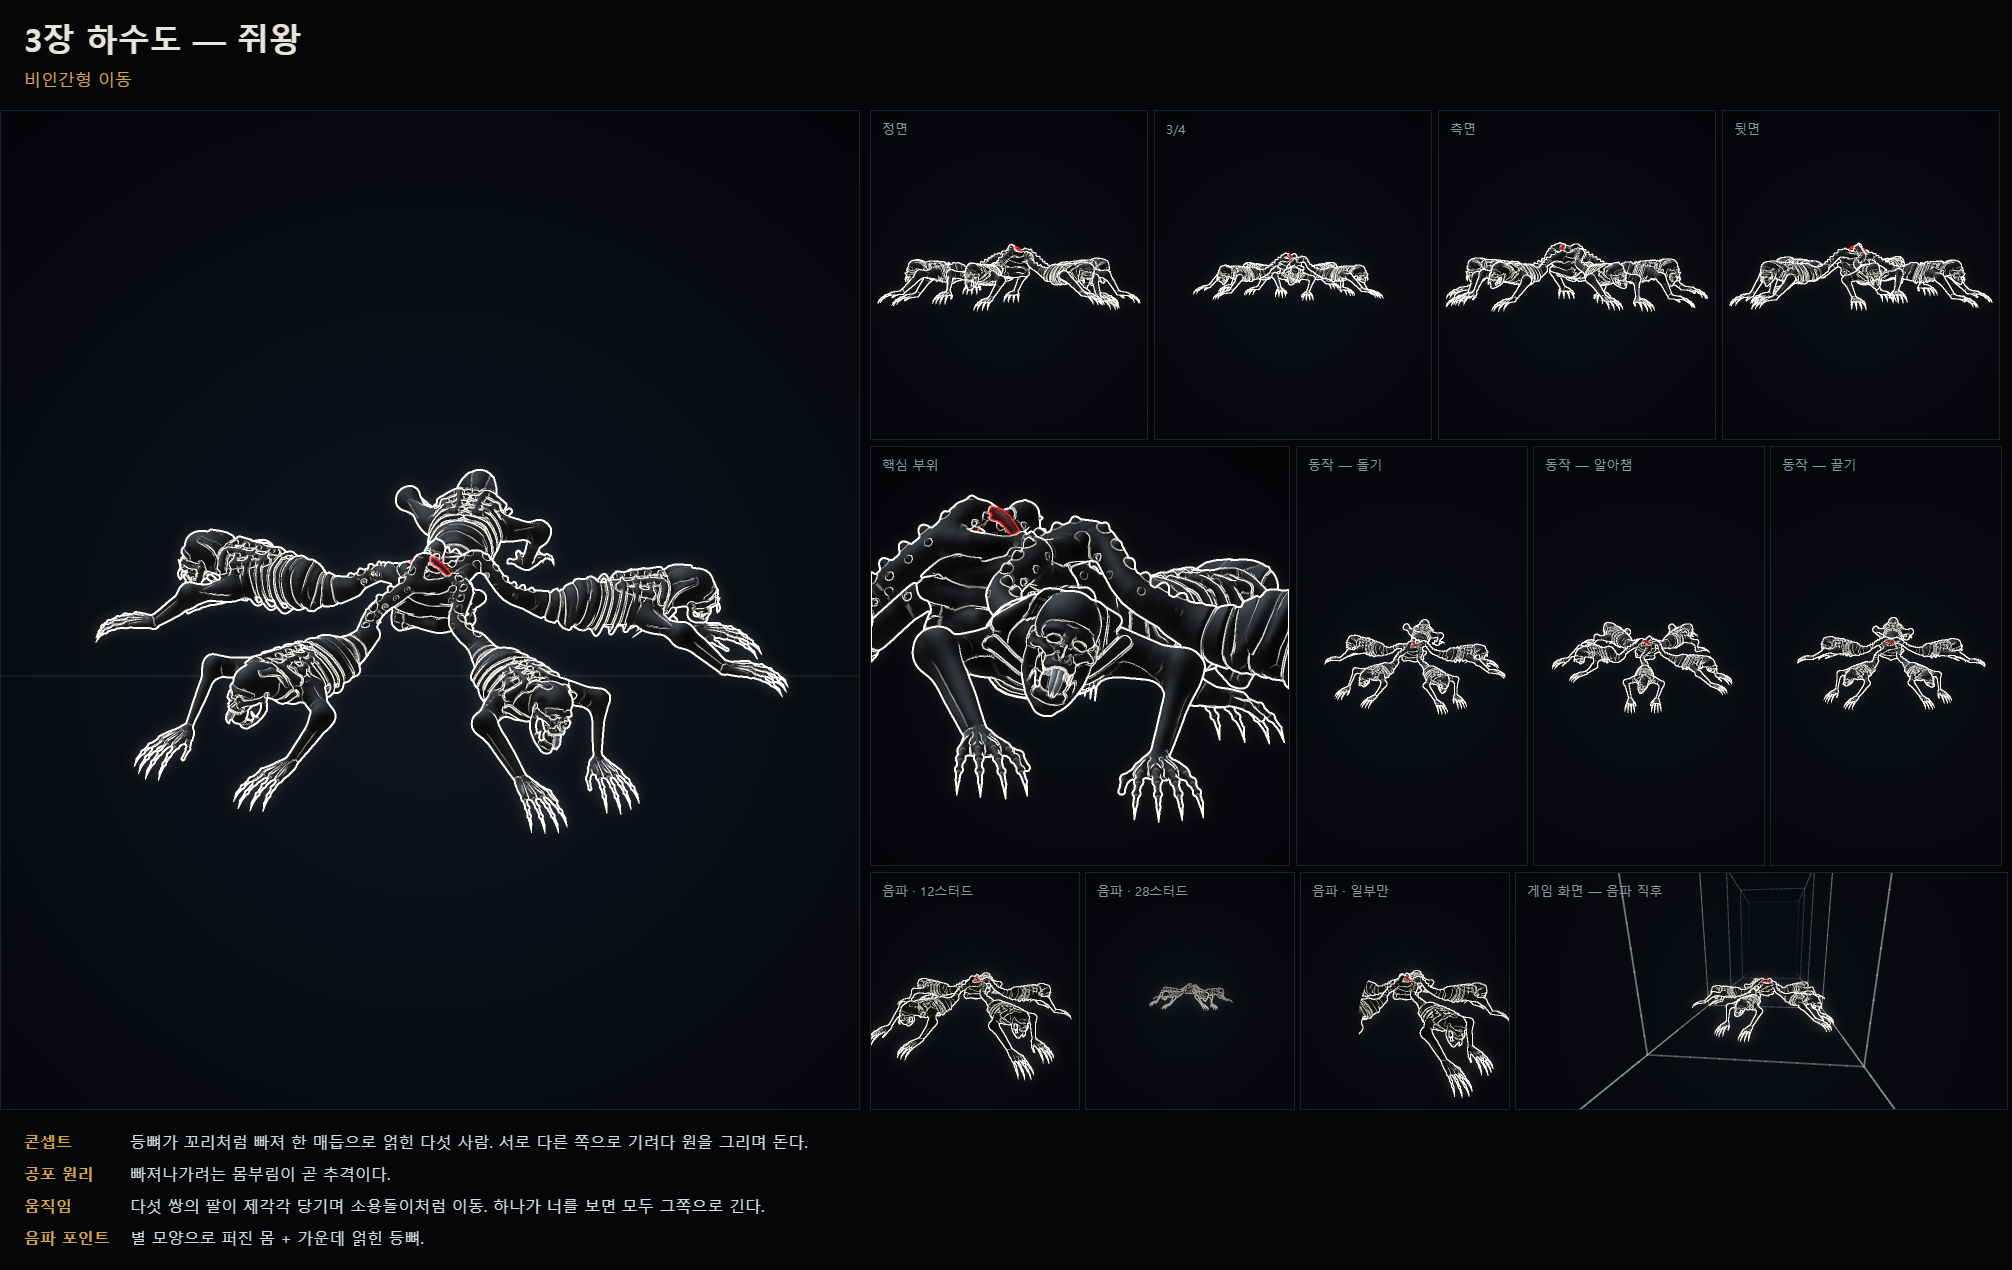 3장 하수도 — 쥐왕
비인간형 이동
정면
3/4
측면
뒷면
핵심 부위
동작 — 돌기
동작 — 알아챔
동작 — 끌기
음파 · 12스터드
음파 · 28스터드
음파 · 일부만
게임 화면 — 음파 직후
콘셉트 등뼈가 꼬리처럼 빠져 한 매듭으로 얽힌 다섯 사람. 서로 다른 쪽으로 기려다 원을 그리며 돈다.
공포 원리 빠져나가려는 몸부림이 곧 추격이다.
움직임 다섯 쌍의 팔이 제각각 당기며 소용돌이처럼 이동. 하나가 너를 보면 모두 그쪽으로 긴다.
음파 포인트 별 모양으로 퍼진 몸 + 가운데 얽힌 등뼈.